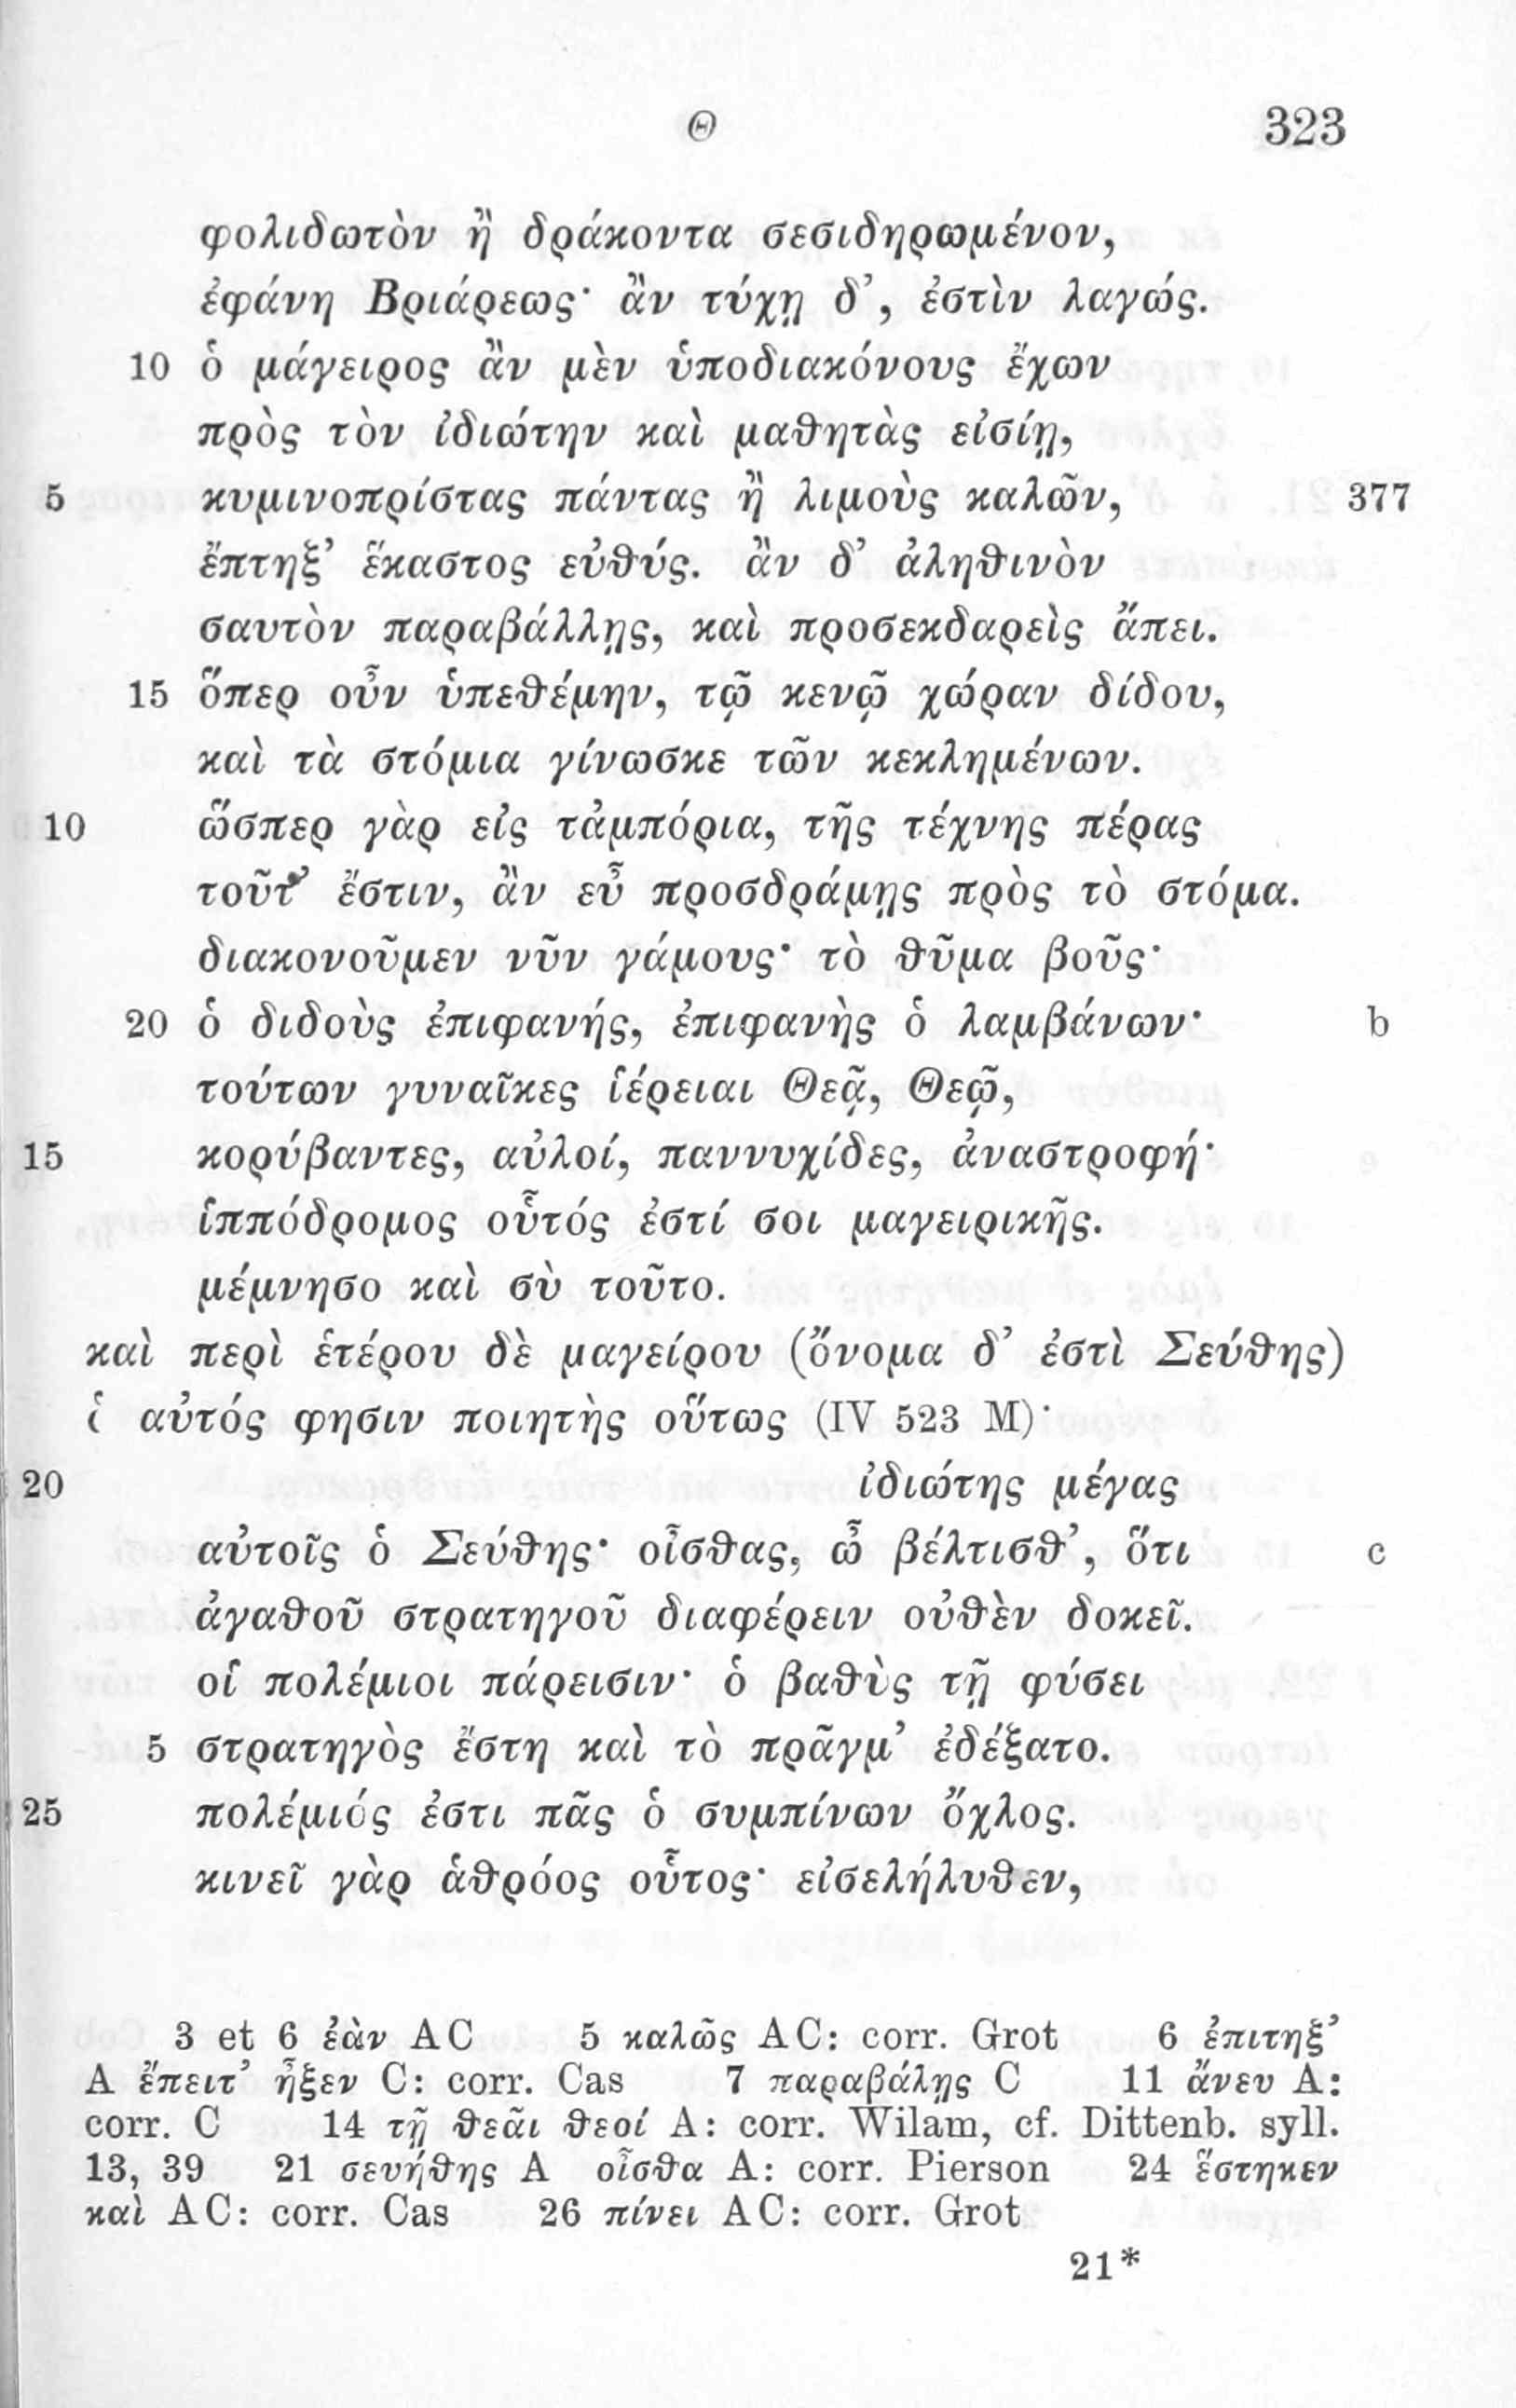 Θ 323
φολιδωτὸν ἢ δράκοντα σεσιδηρωμένον,
ἐφάνη Βριάρεως· ἂν τύχῃ δ’, ἐστὶν λαγώς.
10 ὁ μάγειρος ἂν μὲν ὑποδιακόνους ἔχων
πρὸς τὸν ἰδιώτην καὶ μαθητὰς εἰσίῃ,
5 κυμινοπρίστας πάντας ἢ λιμοὺς καλῶν, 377
ἔπτηξ’ ἕκαστος εὐθύς. ἂν δ’ ἀληθινὸν
σαυτὸν παραβάλλῃς, καὶ προσεκδαρεὶς ἄπει.
15 ὅπερ οὖν ὑπεθέμην, τῷ κενῷ χώραν δίδου,
καὶ τὰ στόμια γίνωσκε τῶν κεκλημένων.
10 ὥσπερ γὰρ εἰς τἀμπόρια, τῆς τέχνης πέρας
τοῦτ’ ἔστιν, ἂν εὖ προσδράμῃς πρὸς τὸ στόμα.
διακονοῦμεν νῦν γάμους· τὸ θῦμα βοῦς·
20 ὁ διδοὺς ἐπιφανής, ἐπιφανὴς ὁ λαμβάνων· b
τούτων γυναῖκες ἱέρειαι Θεᾷ, Θεῷ,
15 κορύβαντες, αὐλοί, παννυχίδες, ἀναστροφή·
ἱππόδρομος οὗτός ἐστί σοι μαγειρικῆς.
μέμνησο καὶ σὺ τοῦτο.
καὶ περὶ ἑτέρου δὲ μαγείρου (ὄνομα δ’ ἐστὶ Σεύθης)
ὁ αὐτός φησιν ποιητὴς οὕτως (IV 523 M)·
20 ἰδιώτης μέγας
αὐτοῖς ὁ Σεύθης· οἶσθας, ὦ βέλτισθ’, ὅτι c
ἀγαθοῦ στρατηγοῦ διαφέρειν οὐθὲν δοκεῖ.
οἱ πολέμιοι πάρεισιν· ὁ βαθὺς τῇ φύσει
5 στρατηγὸς ἔστη καὶ τὸ πρᾶγμ’ ἐδέξατο.
25 πολέμιός ἐστι πᾶς ὁ συμπίνων ὄχλος.
κινεῖ γὰρ ἁθρόος οὗτος· εἰσελήλυθεν,
3 et 6 ἐὰν AC 5 καλῶς AC: corr. Grot 6 ἐπιτηξ’
A ἔπειτ’ ἧξεν C: corr. Cas 7 παραβάλῃς C 11 ἄνευ A:
corr. C 14 τῇ θεᾶι θεοί A: corr. Wilam, cf. Dittenb. syll.
13, 39 21 σευήθης A οἶσθα A: corr. Pierson 24 ἕστηκεν
καὶ AC: corr. Cas 26 πίνει AC: corr. Grot
21*